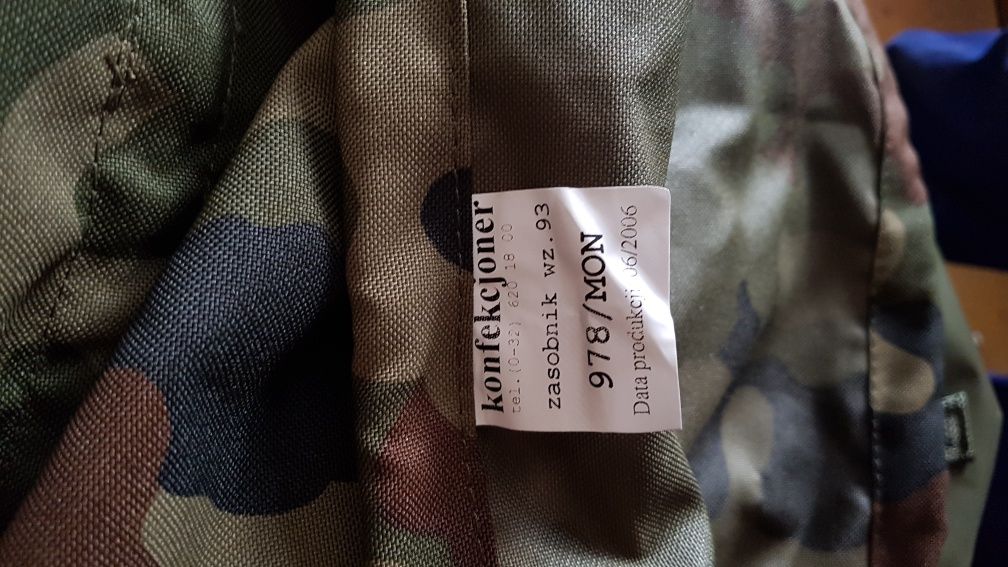 konfekcjoner
tel.(0-32) 620 18 00
zasobnik wz.93
978/MON
Data produkcji 06/2006